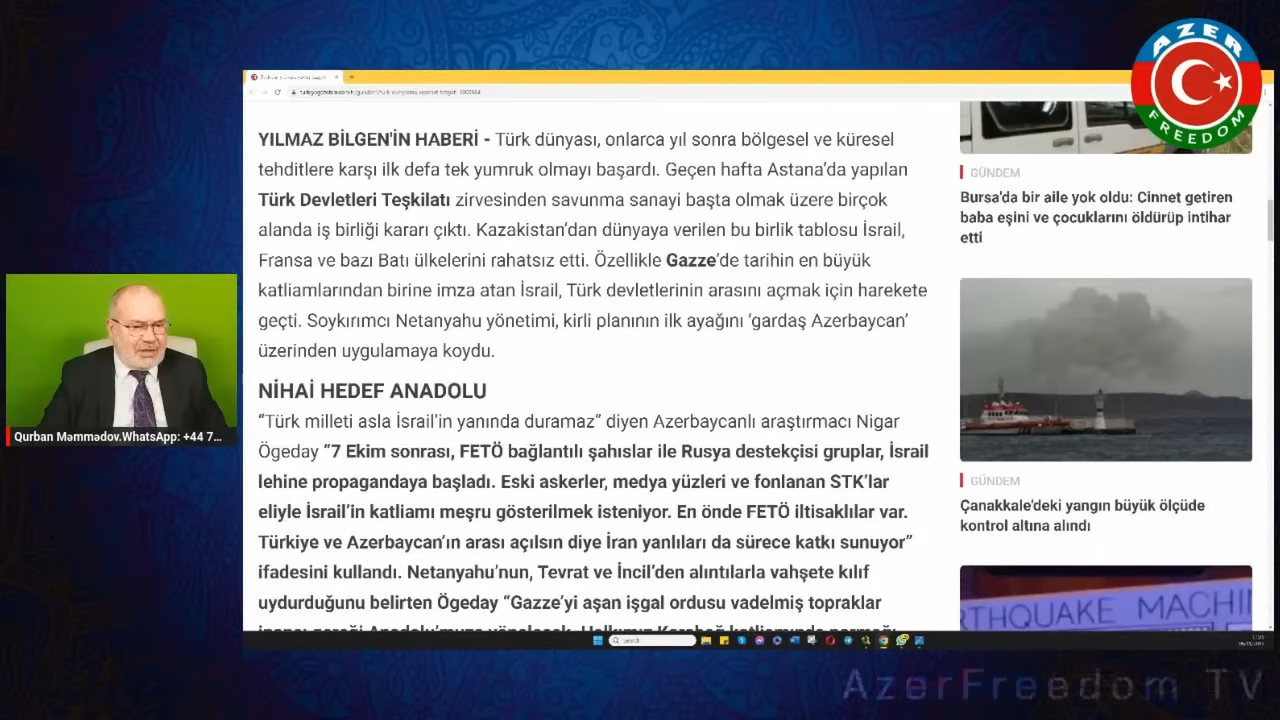 AZER
FREEDOM
YILMAZ BİLGEN'İN HABERİ - Türk dünyası, onlarca yıl sonra bölgesel ve küresel
tehditlere karşı ilk defa tek yumruk olmayı başardı. Geçen hafta Astana'da yapılan
Türk Devletleri Teşkilatı zirvesinden savunma sanayi başta olmak üzere birçok
alanda iş birliği kararı çıktı. Kazakistan'dan dünyaya verilen bu birlik tablosu İsrail,
Fransa ve bazı Batı ülkelerini rahatsız etti. Özellikle Gazze'de tarihin en büyük
katliamlarından birine imza atan İsrail, Türk devletlerinin arasını açmak için harekete
geçti. Soykırımcı Netanyahu yönetimi, kirli planının ilk ayağını 'gardaş Azerbaycan'
üzerinden uygulamaya koydu.
NİHAİ HEDEF ANADOLU
“Türk milleti asla İsrail'in yanında duramaz” diyen Azerbaycanlı araştırmacı Nigar
Ögeday “7 Ekim sonrası, FETÖ bağlantılı şahıslar ile Rusya destekçisi gruplar, İsrail
lehine propagandaya başladı. Eski askerler, medya yüzleri ve fonlanan STK'lar
eliyle İsrail'in katliamı meşru gösterilmek isteniyor. En önde FETÖ iltisaklılar var.
Türkiye ve Azerbaycan'ın arası açılsın diye İran yanlıları da sürece katkı sunuyor”
ifadesini kullandı. Netanyahu'nun, Tevrat ve İncil'den alıntılarla vahşete kılıf
uydurduğunu belirten Ögeday “Gazze'yi aşan işgal ordusu vadelmiş topraklar
GÜNDEM
Bursa'da bir aile yok oldu: Cinnet getiren
baba eşini ve çocuklarını öldürüp intihar
etti
GÜNDEM
Çanakkale'deki yangın büyük ölçüde
kontrol altına alındı
RTHQUAKE MACHIN
Qurban Məmmədov.WhatsApp: +44 7...
Search
AzerFreedom TV